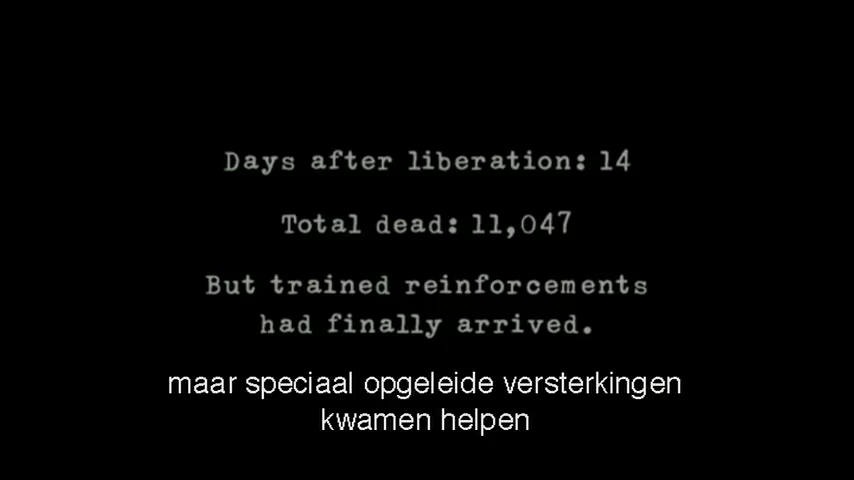 Days after liberation: 14
Total dead: 11,047
But trained reinforcements
had finally arrived.
maar speciaal opgeleide versterkingen
kwamen helpen